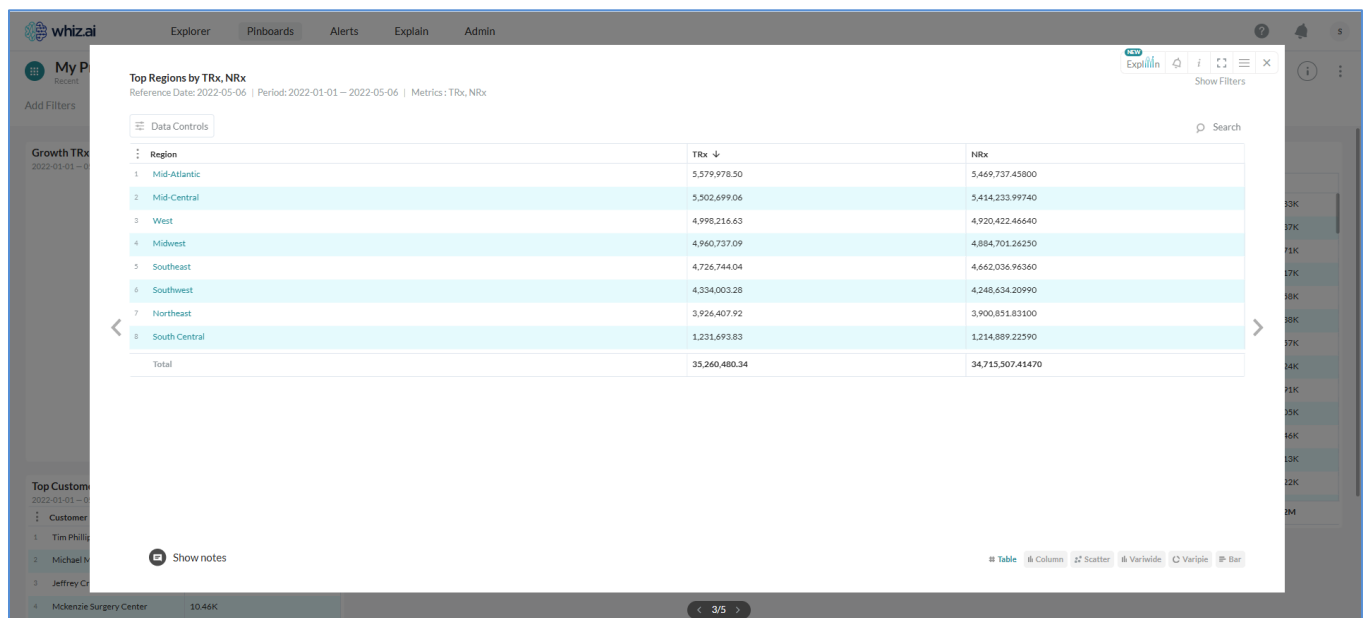 whiz.ai Explorer Pinboards Alerts Explain Admin ? S
My P
Recent
NEW
Explain i
Show Filters
Add Filters
Top Regions by TRx, NRx
Reference Date: 2022-05-06 | Period: 2022-01-01 — 2022-05-06 | Metrics : TRx, NRx
Data Controls Search
Growth TRx
2022-01-01 — 0
Region TRx NRx
1 Mid-Atlantic 5,579,978.50 5,469,737.45800
2 Mid-Central 5,502,699.06 5,414,233.99740
3 West 4,998,216.63 4,920,422.46640
4 Midwest 4,960,737.09 4,884,701.26250
5 Southeast 4,726,744.04 4,662,036.96360
6 Southwest 4,334,003.28 4,248,634.20990
7 Northeast 3,926,407.92 3,900,851.83100
8 South Central 1,231,693.83 1,214,889.22590
Total 35,260,480.34 34,715,507.41470
33K
37K
71K
17K
38K
57K
24K
91K
05K
46K
13K
22K
2M
Top Custom
2022-01-01 — 0
Customer
1 Tim Phillip
2 Michael M
3 Jeffrey Cr
4 Mckenzie Surgery Center 10.46K
Show notes
Table Column Scatter Variwide Varipie Bar
3/5